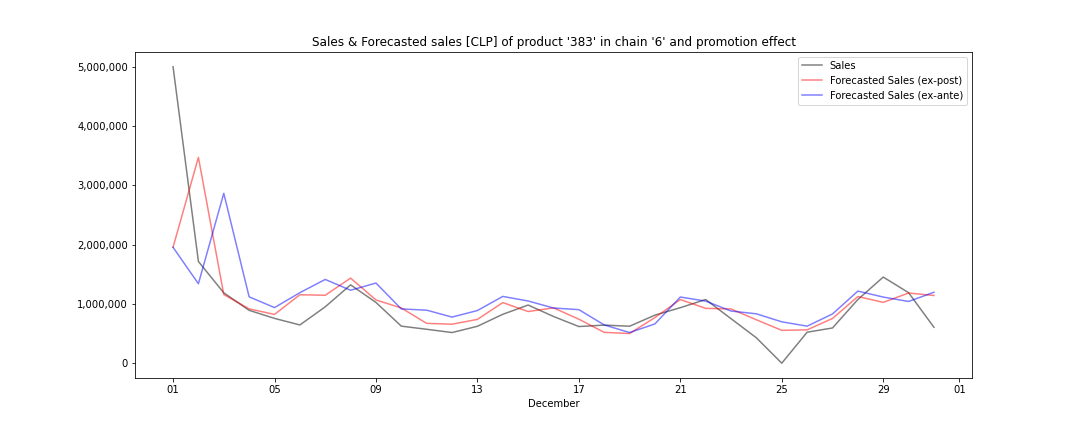 Sales & Forecasted sales [CLP] of product '383' in chain '6' and promotion effect
Sales
Forecasted Sales (ex-post)
Forecasted Sales (ex-ante)
5,000,000
4,000,000
3,000,000
2,000,000
1,000,000
0
01 05 09 13 17 21 25 29 01
December